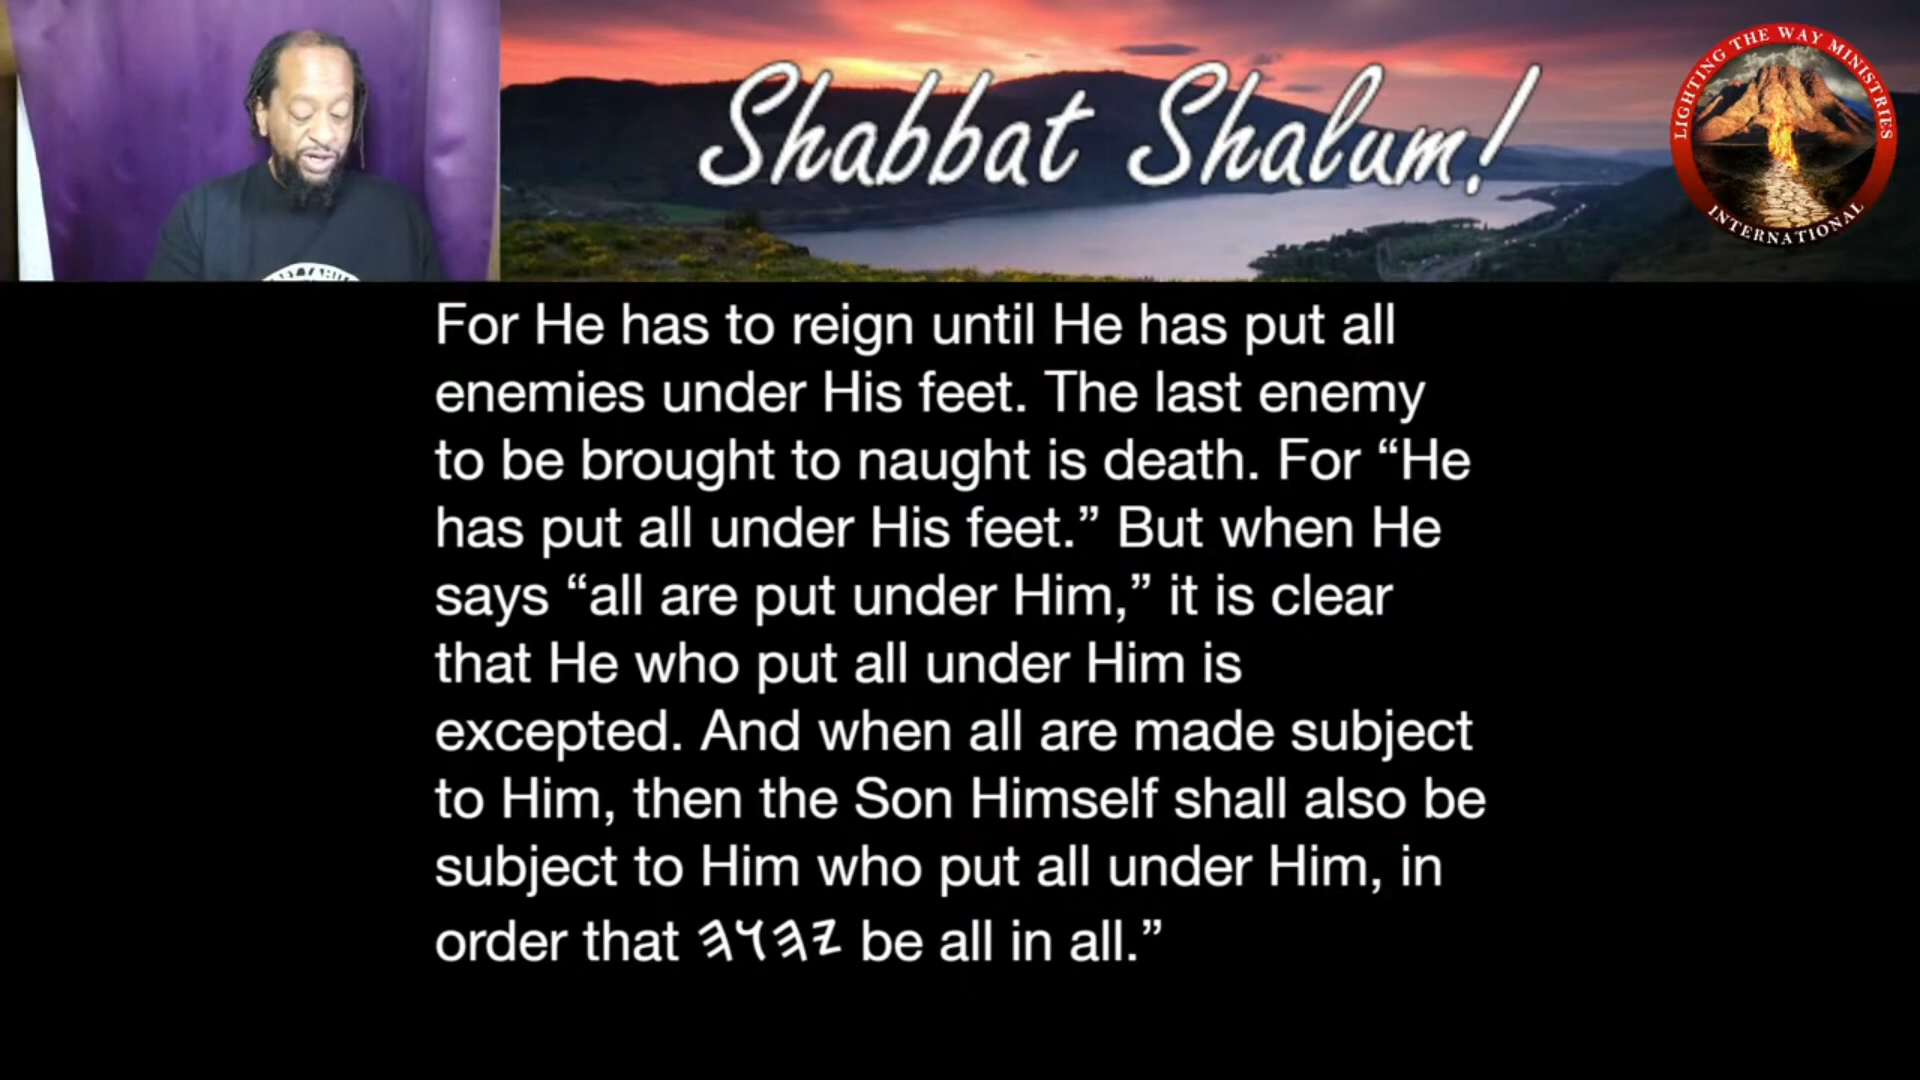 Shabbat Shalum!
LIGHTING THE WAY MINISTRIES
INTERNATIONAL
For He has to reign until He has put all
enemies under His feet. The last enemy
to be brought to naught is death. For “He
has put all under His feet.” But when He
says “all are put under Him,” it is clear
that He who put all under Him is
excepted. And when all are made subject
to Him, then the Son Himself shall also be
subject to Him who put all under Him, in
order that 𐤉𐤄𐤅𐤄 be all in all.”